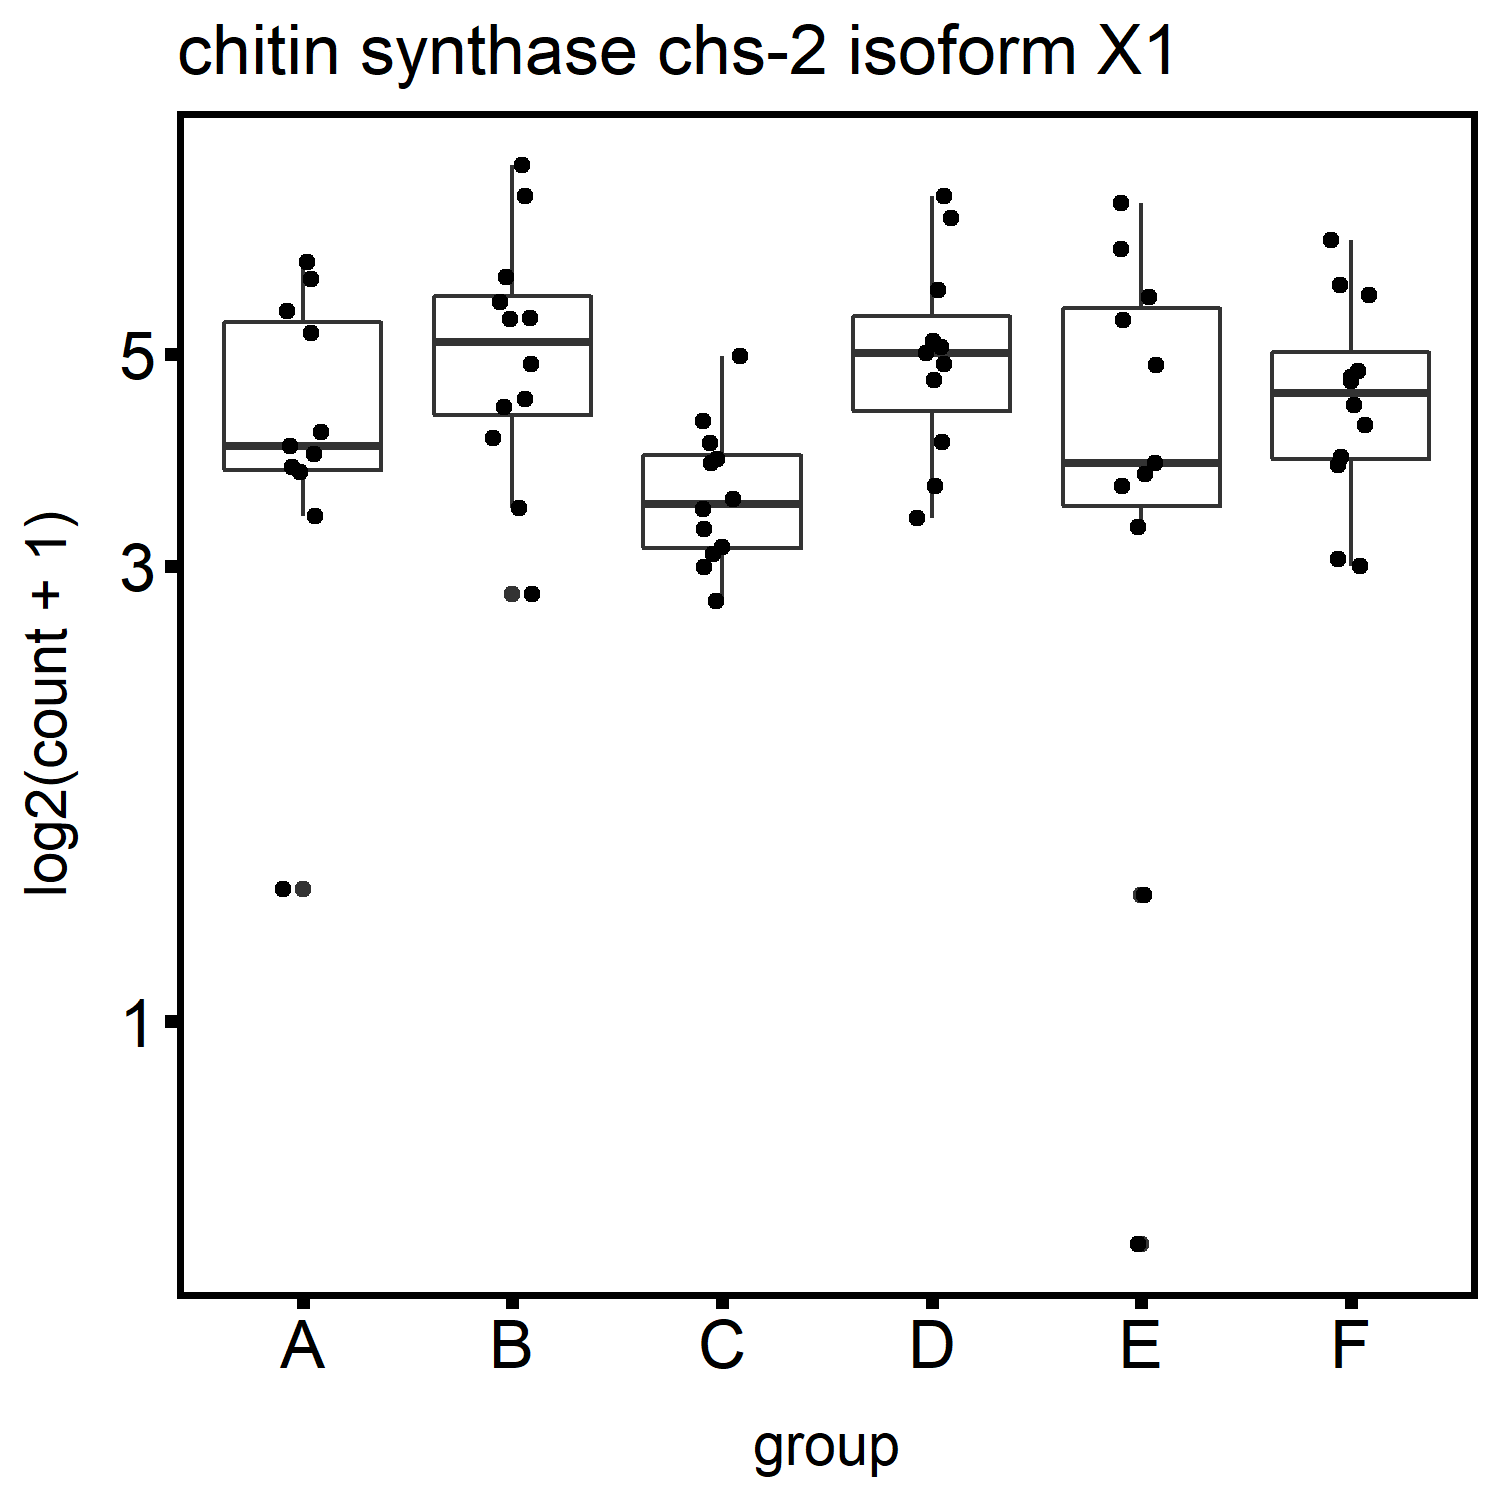 chitin synthase chs-2 isoform X1
log2(count + 1)
5
3
1
A B C D E F
group